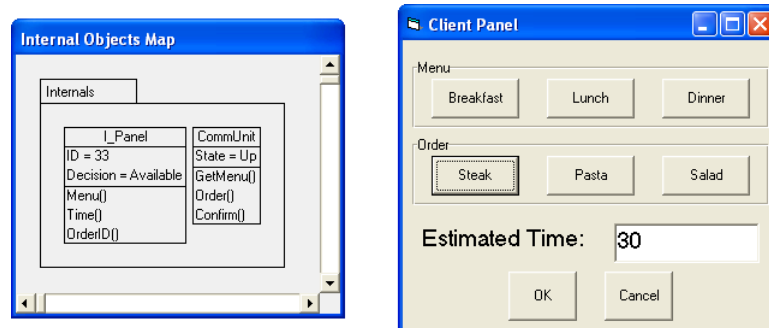 Internal Objects Map
Internals
I_Panel
ID = 33
Decision = Available
Menu()
Time()
OrderID()
CommUnit
State = Up
GetMenu()
Order()
Confirm()
Client Panel
Menu
Breakfast Lunch Dinner
Order
Steak Pasta Salad
Estimated Time: 30
OK Cancel